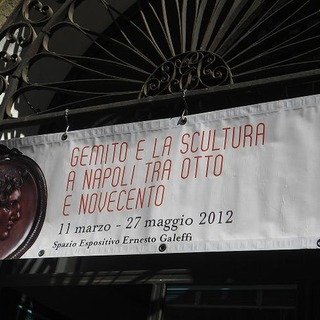 GEMITO E LA SCULTURA
A NAPOLI TRA OTTO
E NOVECENTO
11 marzo - 27 maggio 2012
Spazio Espositivo Ernesto Galeffi